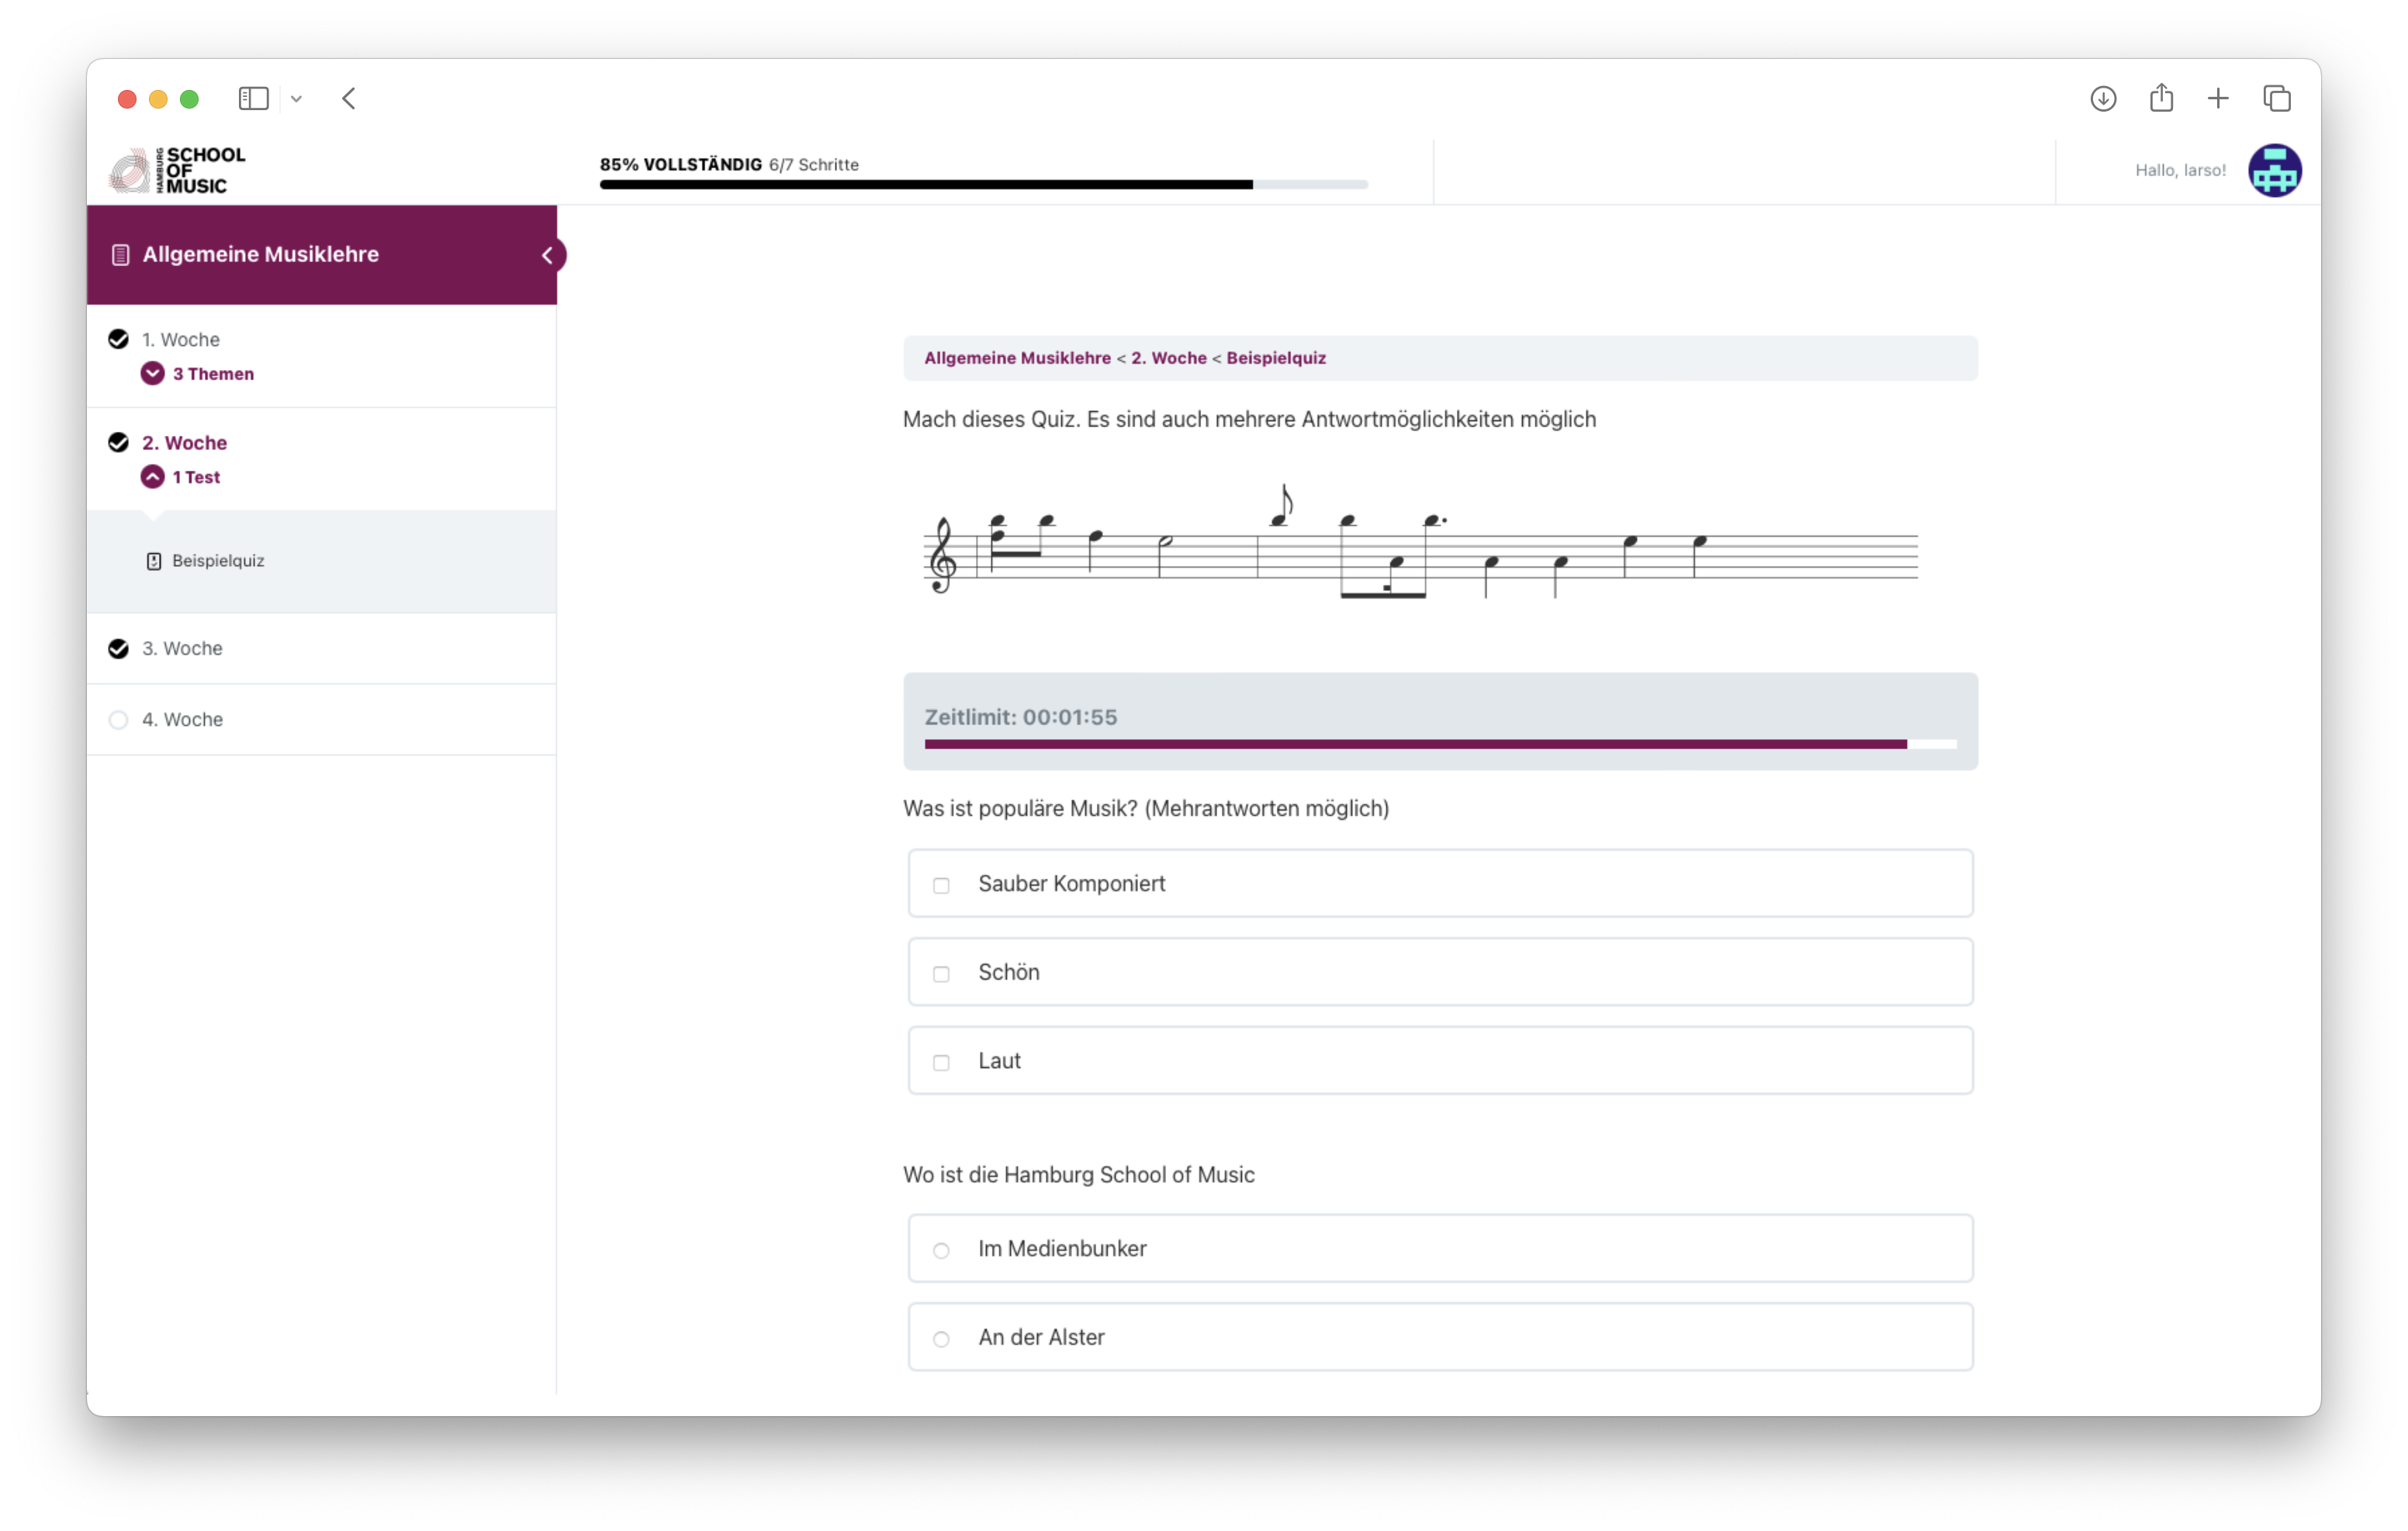 HAMBURG
SCHOOL
OF
MUSIC
85% VOLLSTÄNDIG 6/7 Schritte
Hallo, larso!
Allgemeine Musiklehre
1. Woche
3 Themen
2. Woche
1 Test
Beispielquiz
3. Woche
4. Woche
Allgemeine Musiklehre < 2. Woche < Beispielquiz
Mach dieses Quiz. Es sind auch mehrere Antwortmöglichkeiten möglich
Zeitlimit: 00:01:55
Was ist populäre Musik? (Mehrantworten möglich)
Sauber Komponiert
Schön
Laut
Wo ist die Hamburg School of Music
Im Medienbunker
An der Alster